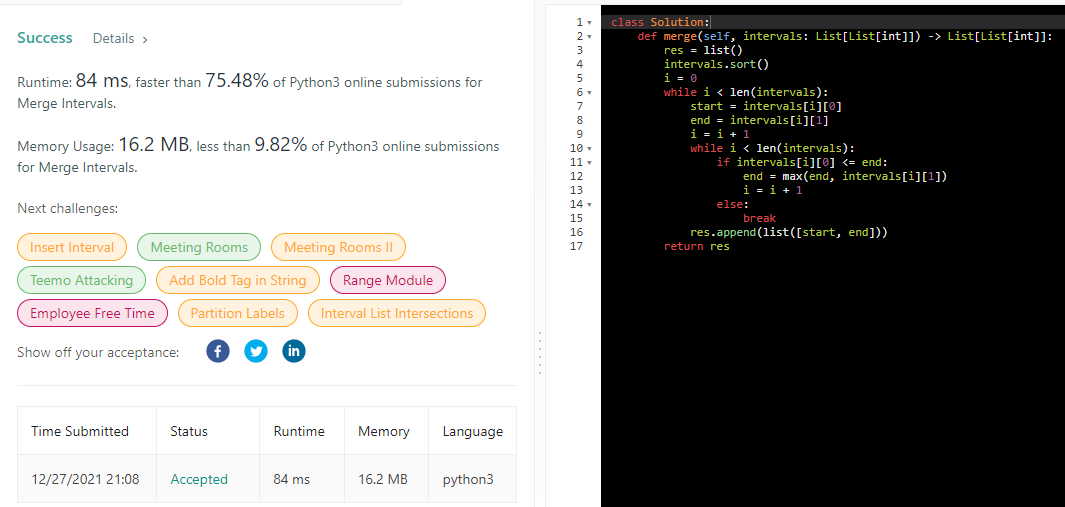 Success Details >
Runtime: 84 ms, faster than 75.48% of Python3 online submissions for
Merge Intervals.
Memory Usage: 16.2 MB, less than 9.82% of Python3 online submissions
for Merge Intervals.
Next challenges:
Insert Interval Meeting Rooms Meeting Rooms II
Teemo Attacking Add Bold Tag in String Range Module
Employee Free Time Partition Labels Interval List Intersections
Show off your acceptance: f in
Time Submitted Status Runtime Memory Language
12/27/2021 21:08 Accepted 84 ms 16.2 MB python3
1 class Solution:
2     def merge(self, intervals: List[List[int]]) -> List[List[int]]:
3         res = list()
4         intervals.sort()
5         i = 0
6         while i < len(intervals):
7             start = intervals[i][0]
8             end = intervals[i][1]
9             i = i + 1
10             while i < len(intervals):
11                 if intervals[i][0] <= end:
12                     end = max(end, intervals[i][1])
13                     i = i + 1
14                 else:
15                     break
16             res.append(list([start, end]))
17         return res